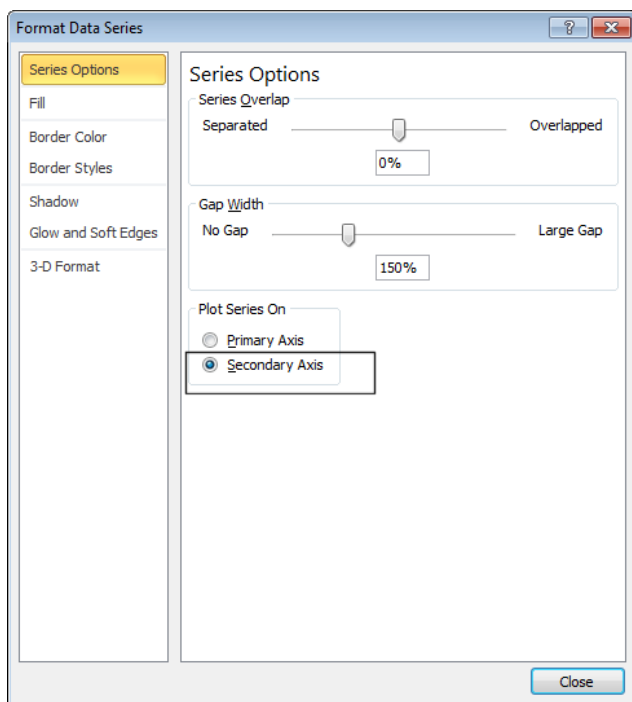 Format Data Series
?
Series Options
Fill
Border Color
Border Styles
Shadow
Glow and Soft Edges
3-D Format
Series Options
Series Overlap
Separated Overlapped
0%
Gap Width
No Gap Large Gap
150%
Plot Series On
Primary Axis
Secondary Axis
Close